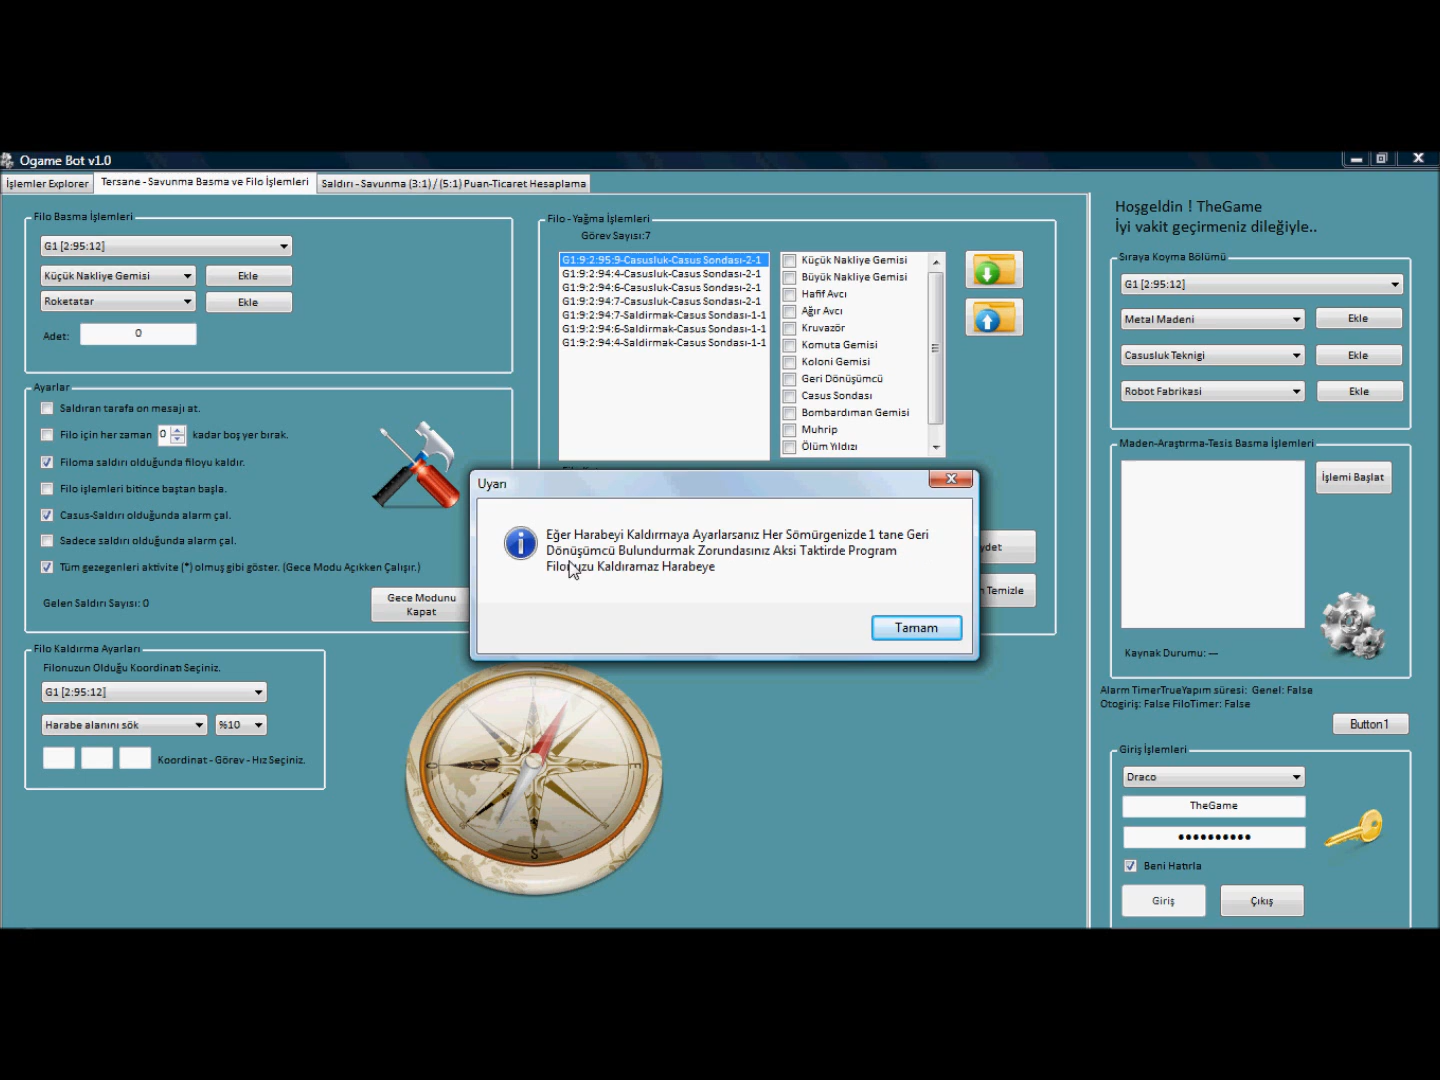 Ogame Bot v1.0
İşlemler Explorer
Tersane - Savunma Basma ve Filo İşlemleri
Saldırı - Savunma (3:1) / (5:1) Puan-Ticaret Hesaplama
Filo Basma İşlemleri
G1 [2:95:12]
Küçük Nakliye Gemisi
Ekle
Roketatar
Ekle
Adet:
0
Ayarlar
Saldıran tarafa on mesajı at.
Filo için her zaman 0 kadar boş yer bırak.
Filoma saldırı olduğunda filoyu kaldır.
Filo işlemleri bitince baştan başla.
Casus-Saldırı olduğunda alarm çal.
Sadece saldırı olduğunda alarm çal.
Tüm gezegenleri aktivite (*) olmuş gibi göster. (Gece Modu Açıkken Çalışır.)
Gelen Saldırı Sayısı: 0
Gece Modunu
Kapat
Filo Kaldırma Ayarları
Filonuzun Olduğu Koordinatı Seçiniz.
G1 [2:95:12]
Harabe alanını sök
%10
Koordinat - Görev - Hız Seçiniz.
Filo - Yağma İşlemleri
Görev Sayısı:7
G1:9:2:95:9-Casusluk-Casus Sondası-2-1
G1:9:2:94:4-Casusluk-Casus Sondası-2-1
G1:9:2:94:6-Casusluk-Casus Sondası-2-1
G1:9:2:94:7-Casusluk-Casus Sondası-2-1
G1:9:2:94:7-Saldirmak-Casus Sondası-1-1
G1:9:2:94:6-Saldirmak-Casus Sondası-1-1
G1:9:2:94:4-Saldirmak-Casus Sondası-1-1
Küçük Nakliye Gemisi
Büyük Nakliye Gemisi
Hafif Avcı
Ağır Avcı
Kruvazör
Komuta Gemisi
Koloni Gemisi
Geri Dönüşümcü
Casus Sondası
Bombardıman Gemisi
Muhrip
Ölüm Yıldızı
ydet
Temizle
Uyarı
Eğer Harabeyi Kaldırmaya Ayarlarsanız Her Sömürgenizde 1 tane Geri
Dönüşümcü Bulundurmak Zorundasınız Aksi Taktirde Program
Filonuzu Kaldıramaz Harabeye
Tamam
S
Hoşgeldin ! TheGame
İyi vakit geçirmeniz dileğiyle..
Sıraya Koyma Bölümü
G1 [2:95:12]
Metal Madeni
Ekle
Casusluk Teknigi
Ekle
Robot Fabrikasi
Ekle
Maden-Araştırma-Tesis Basma İşlemleri
İşlemi Başlat
Kaynak Durumu: ---
Alarm TimerTrueYapım süresi: Genel: False
Otogiriş: False FiloTimer: False
Button1
Giriş İşlemleri
Draco
TheGame
Beni Hatırla
Giriş
Çıkış